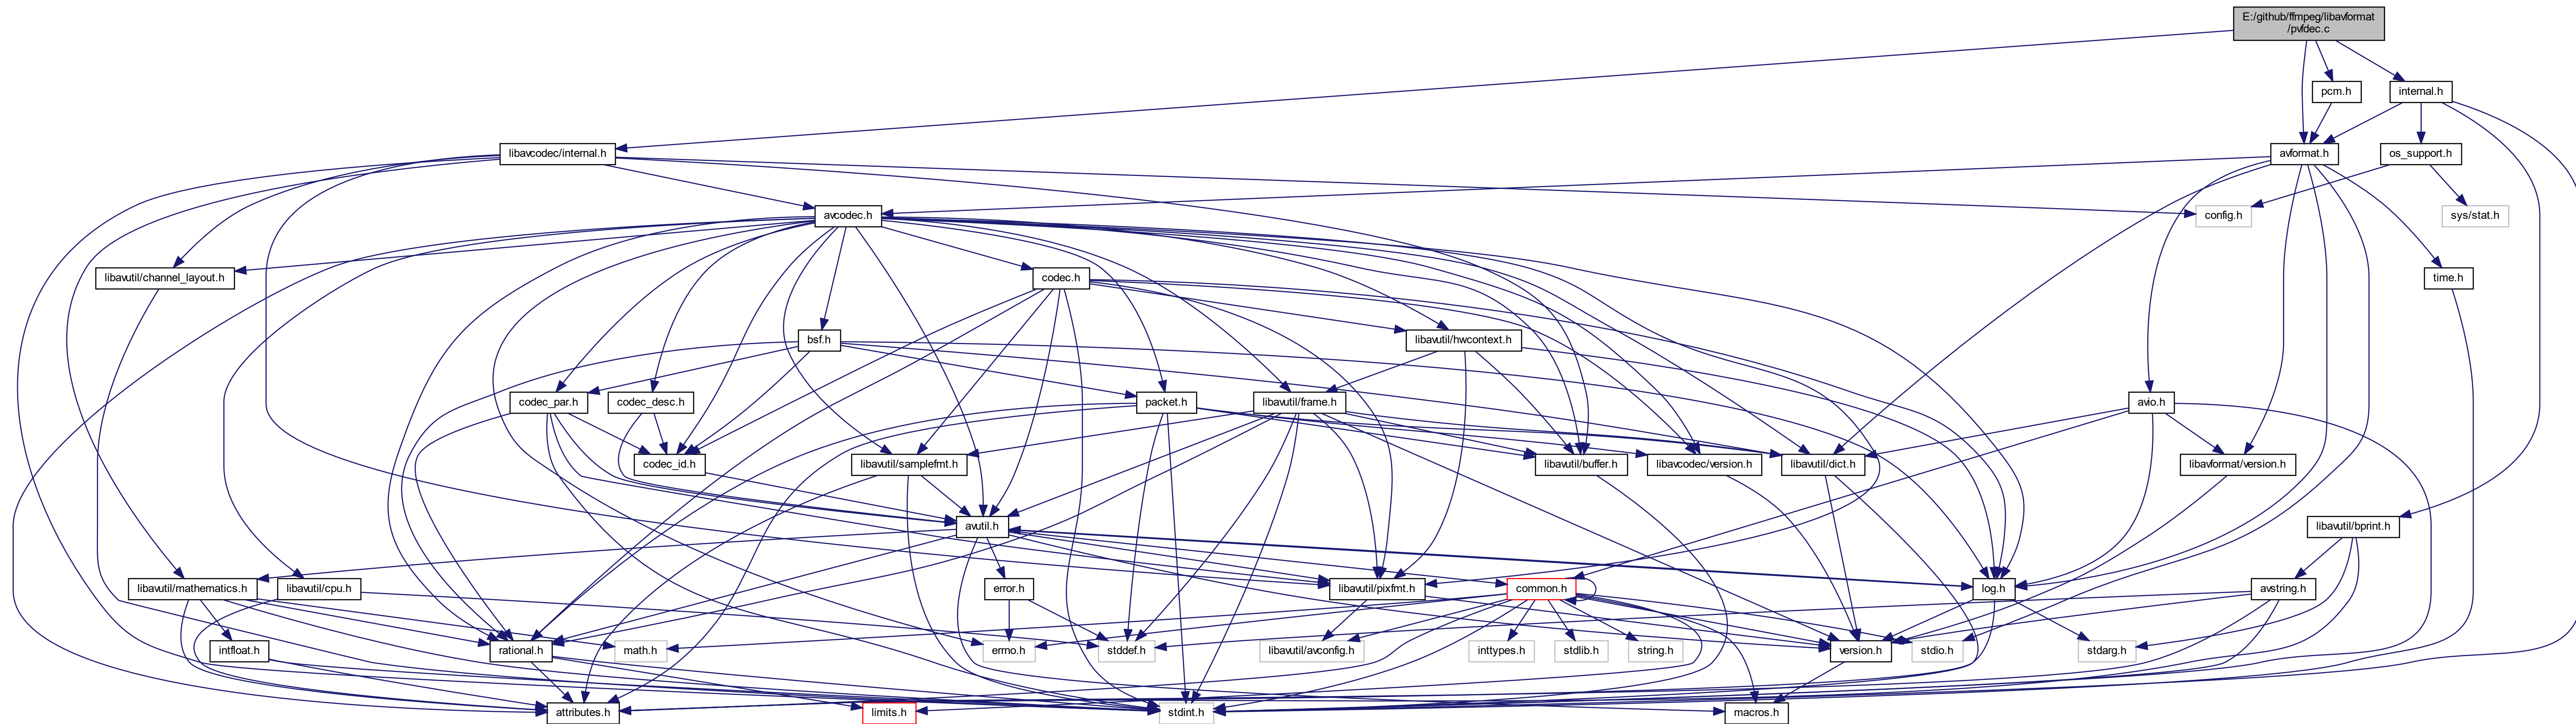 E:/github/ffmpeg/libavformat
/pvfdec.c
pcm.h
internal.h
libavcodec/internal.h
avformat.h
os_support.h
avcodec.h
config.h
sys/stat.h
libavutil/channel_layout.h
codec.h
time.h
bsf.h
libavutil/hwcontext.h
codec_par.h
codec_desc.h
packet.h
libavutil/frame.h
avio.h
codec_id.h
libavutil/samplefmt.h
libavutil/buffer.h
libavcodec/version.h
libavutil/dict.h
libavformat/version.h
avutil.h
libavutil/bprint.h
libavutil/mathematics.h
libavutil/cpu.h
error.h
libavutil/pixfmt.h
common.h
log.h
avstring.h
intfloat.h
rational.h
math.h
errno.h
stddef.h
libavutil/avconfig.h
inttypes.h
stdlib.h
string.h
version.h
stdio.h
stdarg.h
attributes.h
limits.h
stdint.h
macros.h